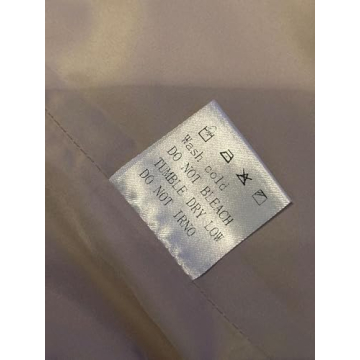 Wash cold
DO NOT BLEACH
TUMBLE DRY LOW
DO NOT IRNO